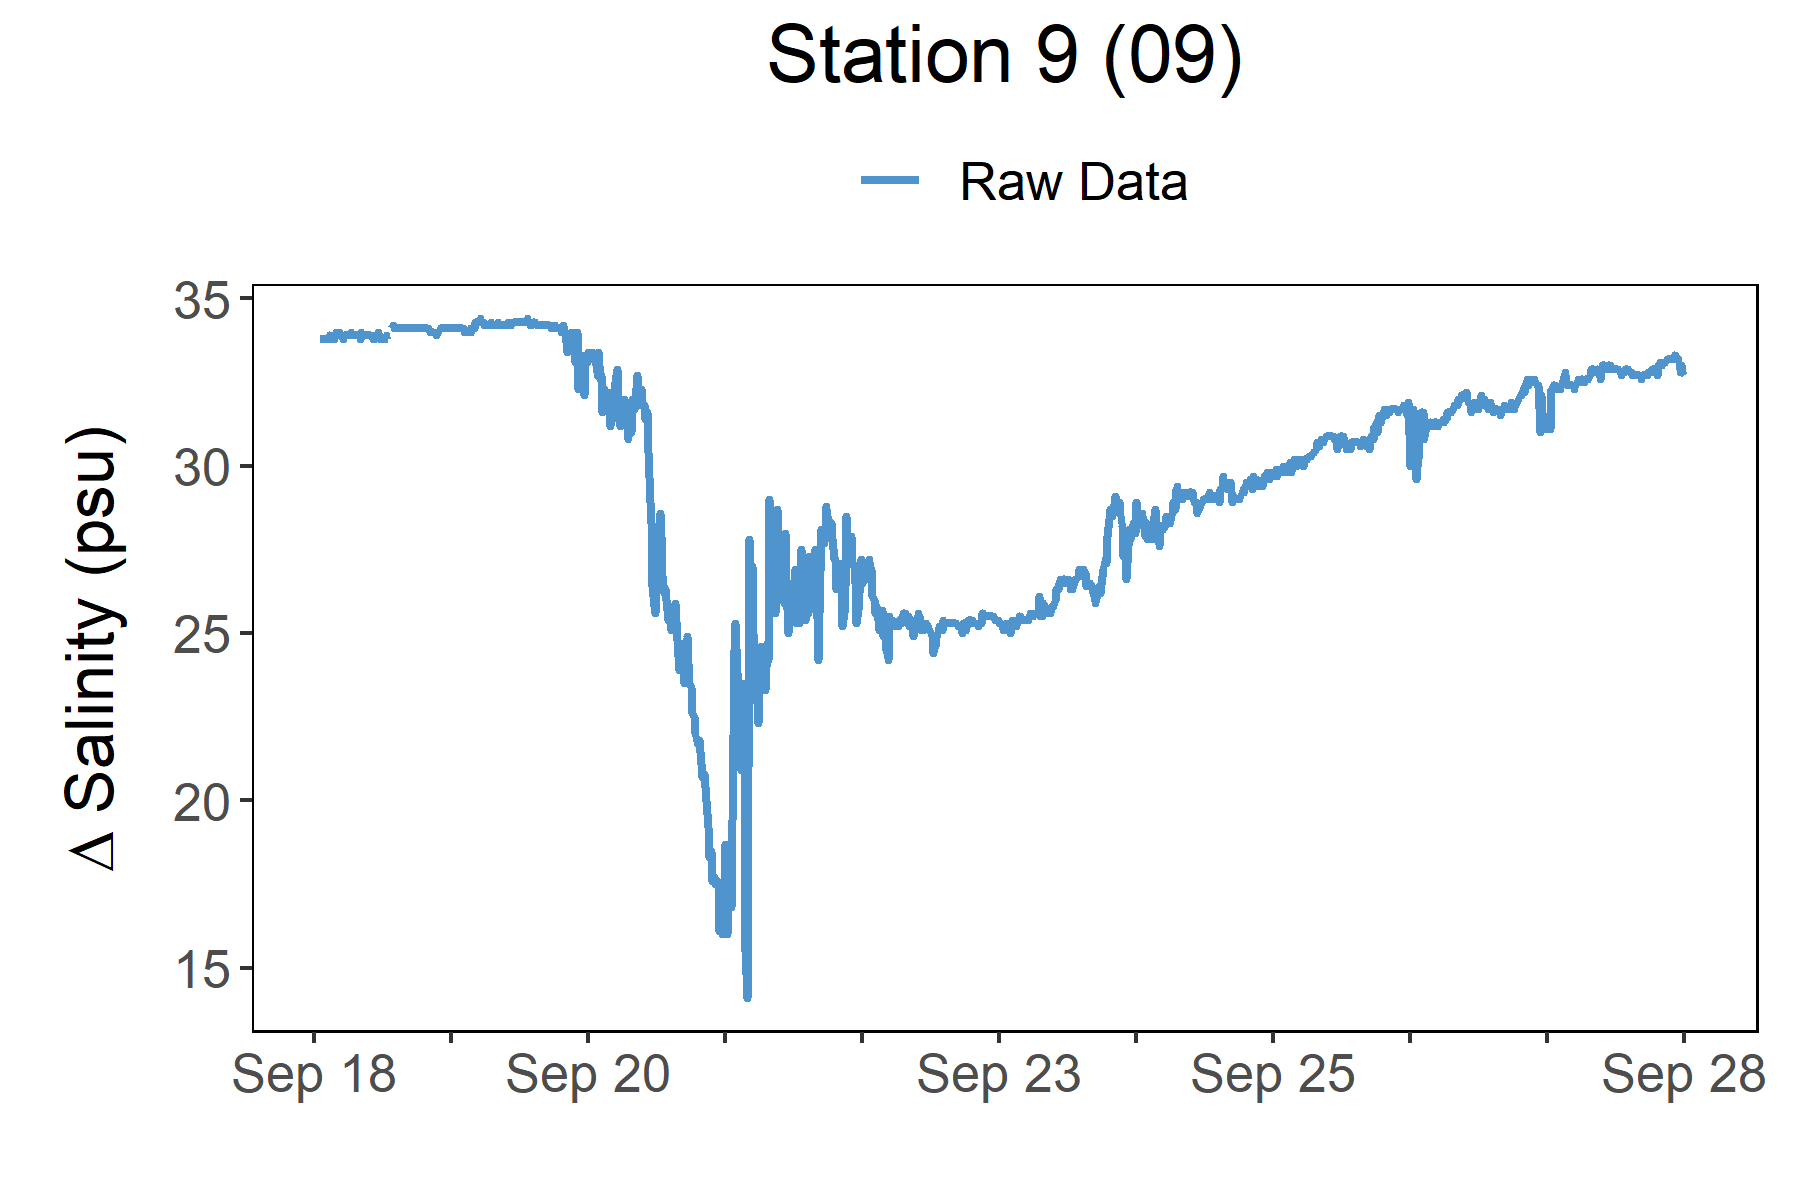 Station 9 (09)
Raw Data
Δ Salinity (psu)
35
30
25
20
15
Sep 18 Sep 20 Sep 23 Sep 25 Sep 28